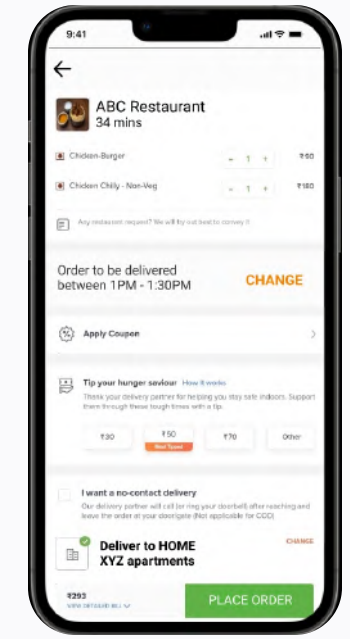 9:41
ABC Restaurant
34 mins
Chicken-Burger
- 1 +
₹60
Chicken Chilly - Non-Veg
- 1 +
₹180
Any restaurant request? We will try out best to convey it
Order to be delivered
between 1PM - 1:30PM
CHANGE
Apply Coupon
Tip your hunger saviour How it works
Thank your delivery partner for helping you stay safe indoors. Support
them through these tough times with a tip.
₹30
₹50
Most Tipped
₹70
Other
I want a no-contact delivery
Our delivery partner will call (or ring your doorbell) after reaching and
leave the order at your door/gate (Not applicable for COD)
Deliver to HOME
XYZ apartments
CHANGE
₹293
VIEW DETAILED BILL
PLACE ORDER